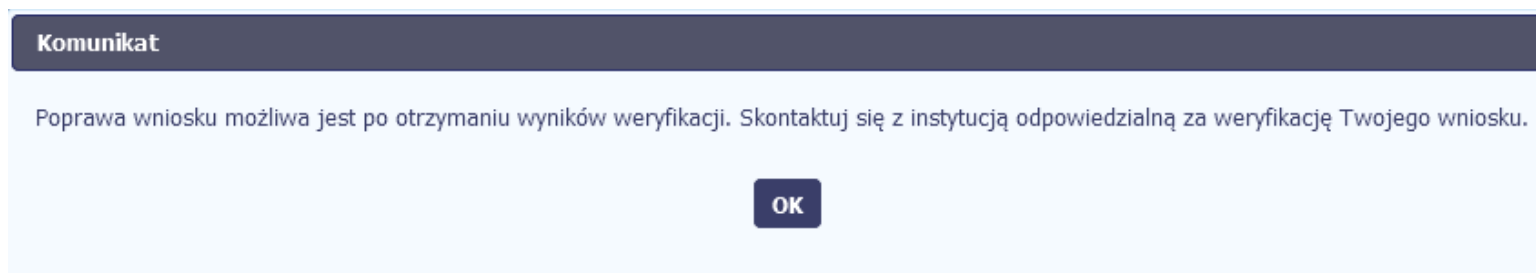 Komunikat
Poprawa wniosku możliwa jest po otrzymaniu wyników weryfikacji. Skontaktuj się z instytucją odpowiedzialną za weryfikację Twojego wniosku.
OK